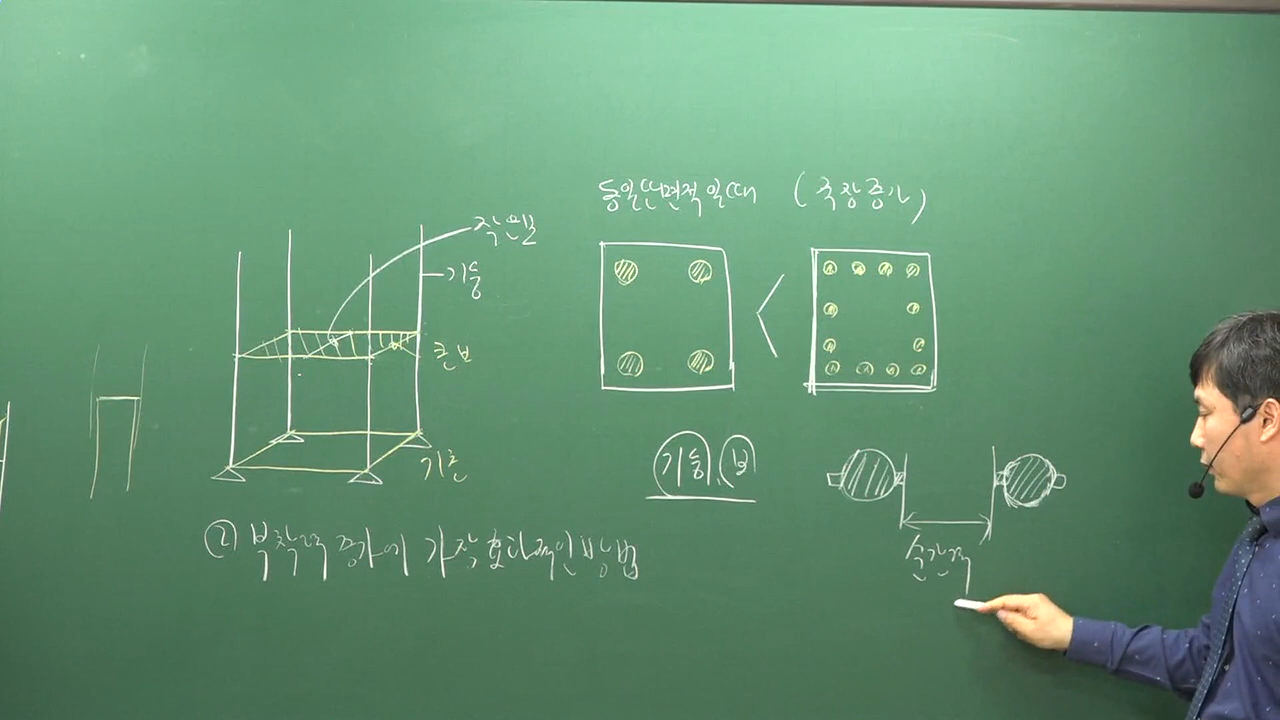 동일단면적일때 (주장증가)
작은보
기둥
큰보
기초
기둥, 보
순간격
② 부착력 증가에 가장 효과적인 방법